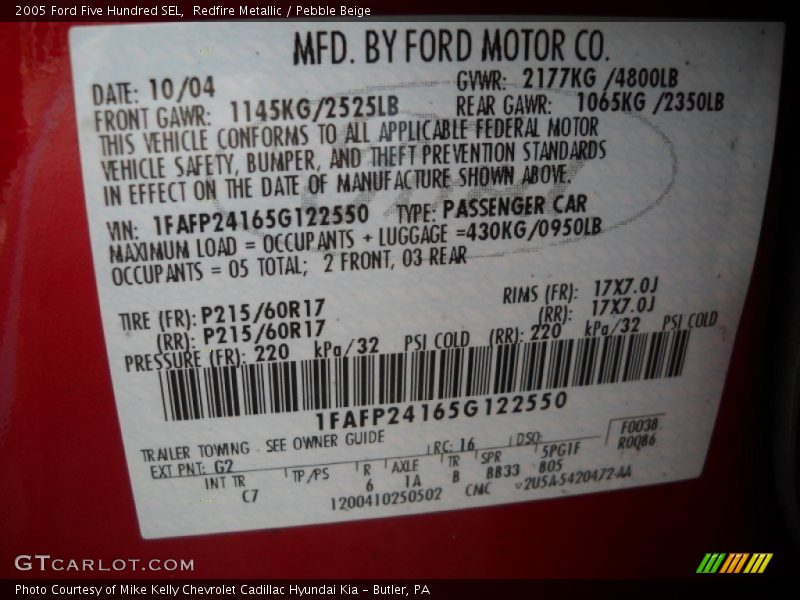 2005 Ford Five Hundred SEL, Redfire Metallic / Pebble Beige
MFD. BY FORD MOTOR CO.
DATE: 10/04 GVWR: 2177KG /4800LB
FRONT GAWR: 1145KG/2525LB REAR GAWR: 1065KG /2350LB
THIS VEHICLE CONFORMS TO ALL APPLICABLE FEDERAL MOTOR
VEHICLE SAFETY, BUMPER, AND THEFT PREVENTION STANDARDS
IN EFFECT ON THE DATE OF MANUFACTURE SHOWN ABOVE.
VIN: 1FAFP24165G122550 TYPE: PASSENGER CAR
MAXIMUM LOAD = OCCUPANTS + LUGGAGE =430KG/0950LB
OCCUPANTS = 05 TOTAL; 2 FRONT, 03 REAR
TIRE (FR): P215/60R17 RIMS (FR): 17X7.0J
(RR): P215/60R17 (RR): 17X7.0J
PRESSURE (FR): 220 kPa/32 PSI COLD (RR): 220 kPa/32 PSI COLD
1FAFP24165G122550
TRAILER TOWING - SEE OWNER GUIDE RC: 16 DSO: F0038
EXT PNT: G2 R0086
INT TR TP/PS R AXLE TR SPR 5PG1F
C7 6 1A B BB33 805
1200410250502 CMC 2U5A-5420472-AA
GTCARLOT.COM
Photo Courtesy of Mike Kelly Chevrolet Cadillac Hyundai Kia – Butler, PA